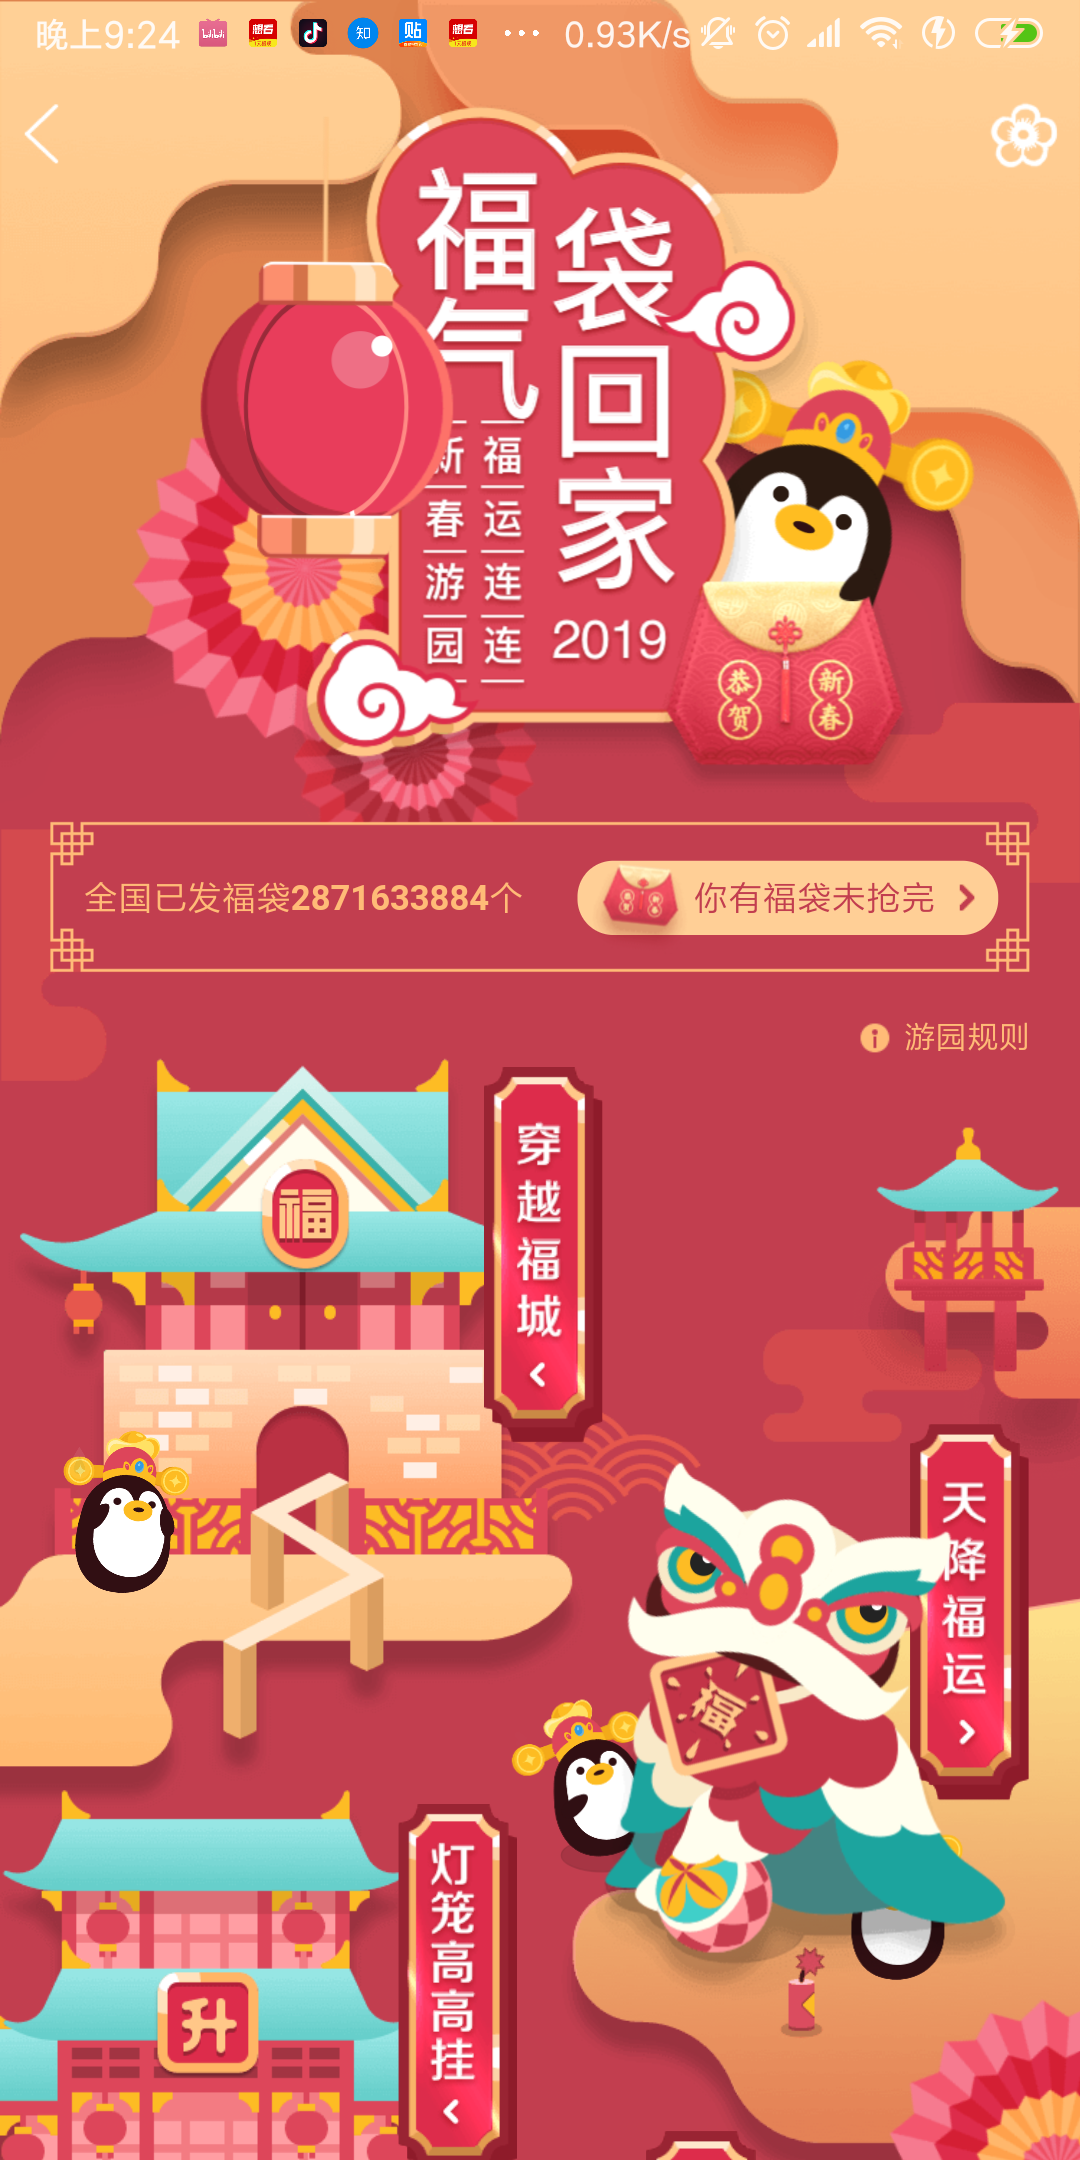 晚上9:24
bilibili
知
贴
0.93K/s
福气
袋回家
2019
福运连连
新春游园
恭贺
新春
全国已发福袋2871633884个
你有福袋未抢完
游园规则
福
穿越福城
天降福运
福
灯笼高高挂
升